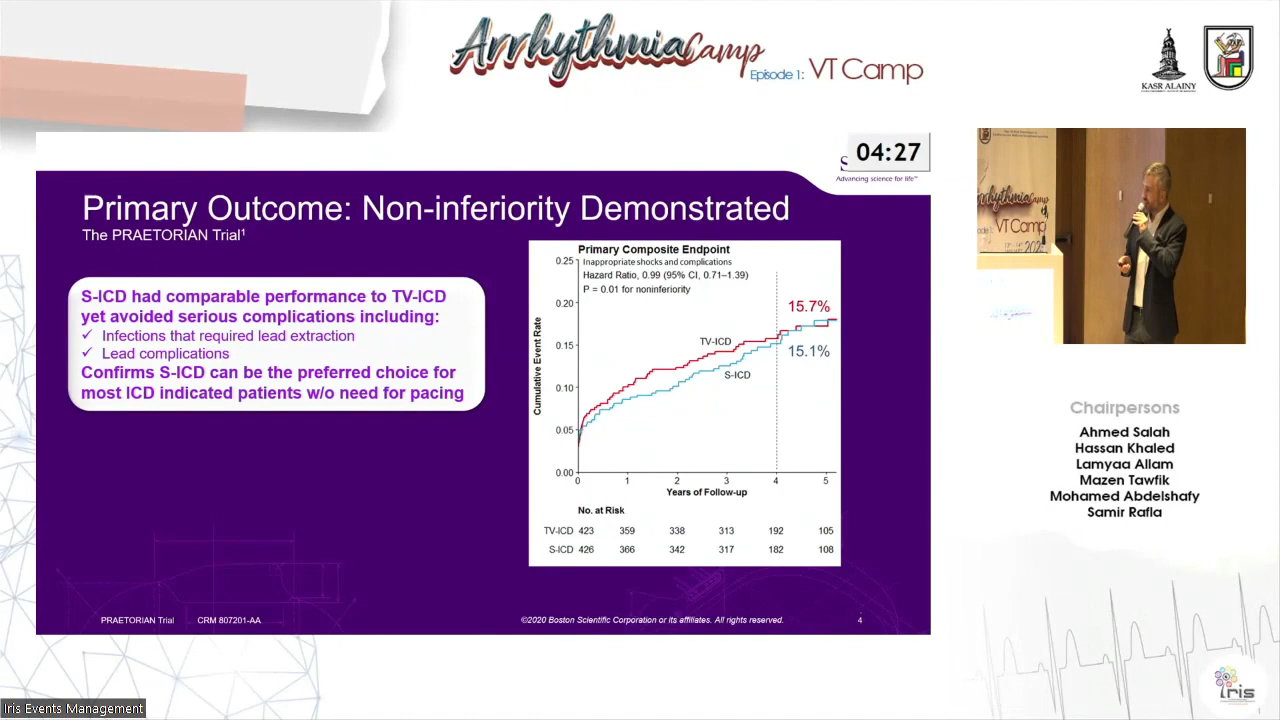 Arrhythmia Camp
Episode 1: VT Camp
KASR ALAINY
04:27
Advancing science for life™
Primary Outcome: Non-inferiority Demonstrated
The PRAETORIAN Trial¹
S-ICD had comparable performance to TV-ICD
yet avoided serious complications including:
✓ Infections that required lead extraction
✓ Lead complications
Confirms S-ICD can be the preferred choice for
most ICD indicated patients w/o need for pacing
Primary Composite Endpoint
Inappropriate shocks and complications
Hazard Ratio, 0.99 (95% CI, 0.71–1.39)
P = 0.01 for noninferiority
0.25
0.20
0.15
0.10
0.05
0.00
Cumulative Event Rate
TV-ICD
S-ICD
15.7%
15.1%
0 1 2 3 4 5
Years of Follow-up
No. at Risk
TV-ICD 423 359 338 313 192 105
S-ICD 426 366 342 317 182 108
PRAETORIAN Trial CRM 807201-AA
©2020 Boston Scientific Corporation or its affiliates. All rights reserved.
4
Arrhythmia Camp
VT Camp
Chairpersons
Ahmed Salah
Hassan Khaled
Lamyaa Allam
Mazen Tawfik
Mohamed Abdelshafy
Samir Rafla
iris
Iris Events Management